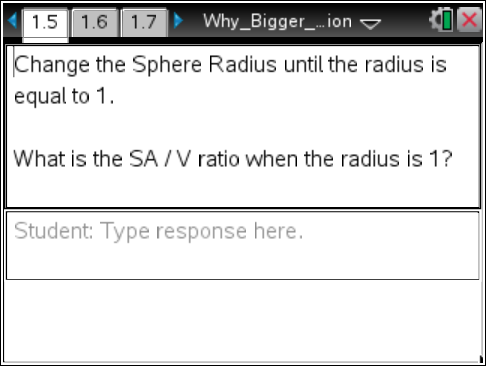 1.5 1.6 1.7 Why_Bigger_...ion
Change the Sphere Radius until the radius is
equal to 1.
What is the SA / V ratio when the radius is 1?
Student: Type response here.